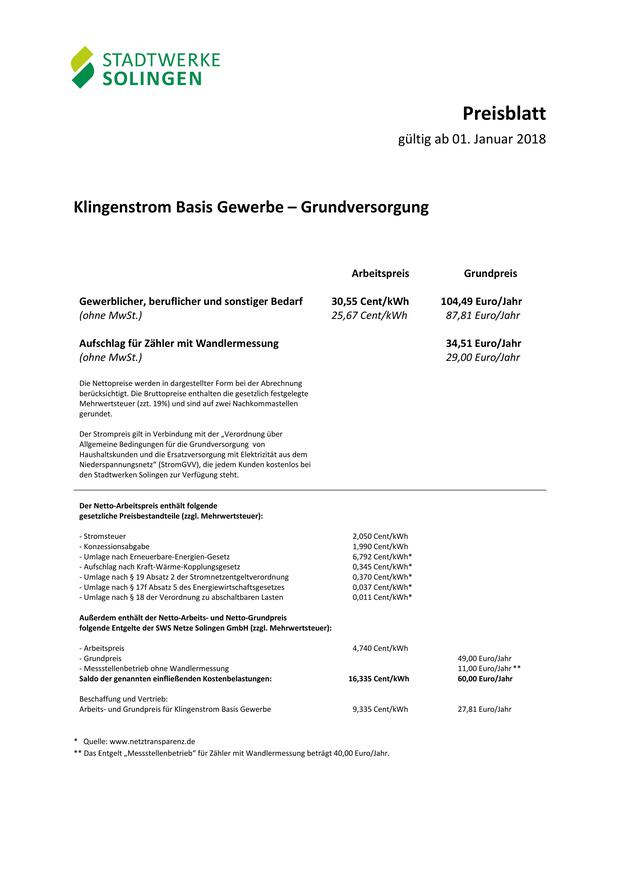 STADTWERKE
SOLINGEN
Preisblatt
gültig ab 01. Januar 2018
Klingenstrom Basis Gewerbe – Grundversorgung
Arbeitspreis Grundpreis
Gewerblicher, beruflicher und sonstiger Bedarf 30,55 Cent/kWh 104,49 Euro/Jahr
(ohne MwSt.) 25,67 Cent/kWh 87,81 Euro/Jahr
Aufschlag für Zähler mit Wandlermessung 34,51 Euro/Jahr
(ohne MwSt.) 29,00 Euro/Jahr
Die Nettopreise werden in dargestellter Form bei der Abrechnung
berücksichtigt. Die Bruttopreise enthalten die gesetzlich festgelegte
Mehrwertsteuer (zzt. 19%) und sind auf zwei Nachkommastellen
gerundet.
Der Strompreis gilt in Verbindung mit der „Verordnung über
Allgemeine Bedingungen für die Grundversorgung von
Haushaltskunden und die Ersatzversorgung mit Elektrizität aus dem
Niederspannungsnetz“ (StromGVV), die jedem Kunden kostenlos bei
den Stadtwerken Solingen zur Verfügung steht.
Der Netto-Arbeitspreis enthält folgende
gesetzliche Preisbestandteile (zzgl. Mehrwertsteuer):
- Stromsteuer 2,050 Cent/kWh
- Konzessionsabgabe 1,990 Cent/kWh
- Umlage nach Erneuerbare-Energien-Gesetz 6,792 Cent/kWh*
- Aufschlag nach Kraft-Wärme-Kopplungsgesetz 0,345 Cent/kWh*
- Umlage nach § 19 Absatz 2 der Stromnetzentgeltverordnung 0,370 Cent/kWh*
- Umlage nach § 17f Absatz 5 des Energiewirtschaftsgesetzes 0,037 Cent/kWh*
- Umlage nach § 18 der Verordnung zu abschaltbaren Lasten 0,011 Cent/kWh*
Außerdem enthält der Netto-Arbeits- und Netto-Grundpreis
folgende Entgelte der SWS Netze Solingen GmbH (zzgl. Mehrwertsteuer):
- Arbeitspreis 4,740 Cent/kWh
- Grundpreis 49,00 Euro/Jahr
- Messstellenbetrieb ohne Wandlermessung 11,00 Euro/Jahr **
Saldo der genannten einfließenden Kostenbelastungen: 16,335 Cent/kWh 60,00 Euro/Jahr
Beschaffung und Vertrieb:
Arbeits- und Grundpreis für Klingenstrom Basis Gewerbe 9,335 Cent/kWh 27,81 Euro/Jahr
* Quelle: www.netztransparenz.de
** Das Entgelt „Messstellenbetrieb“ für Zähler mit Wandlermessung beträgt 40,00 Euro/Jahr.